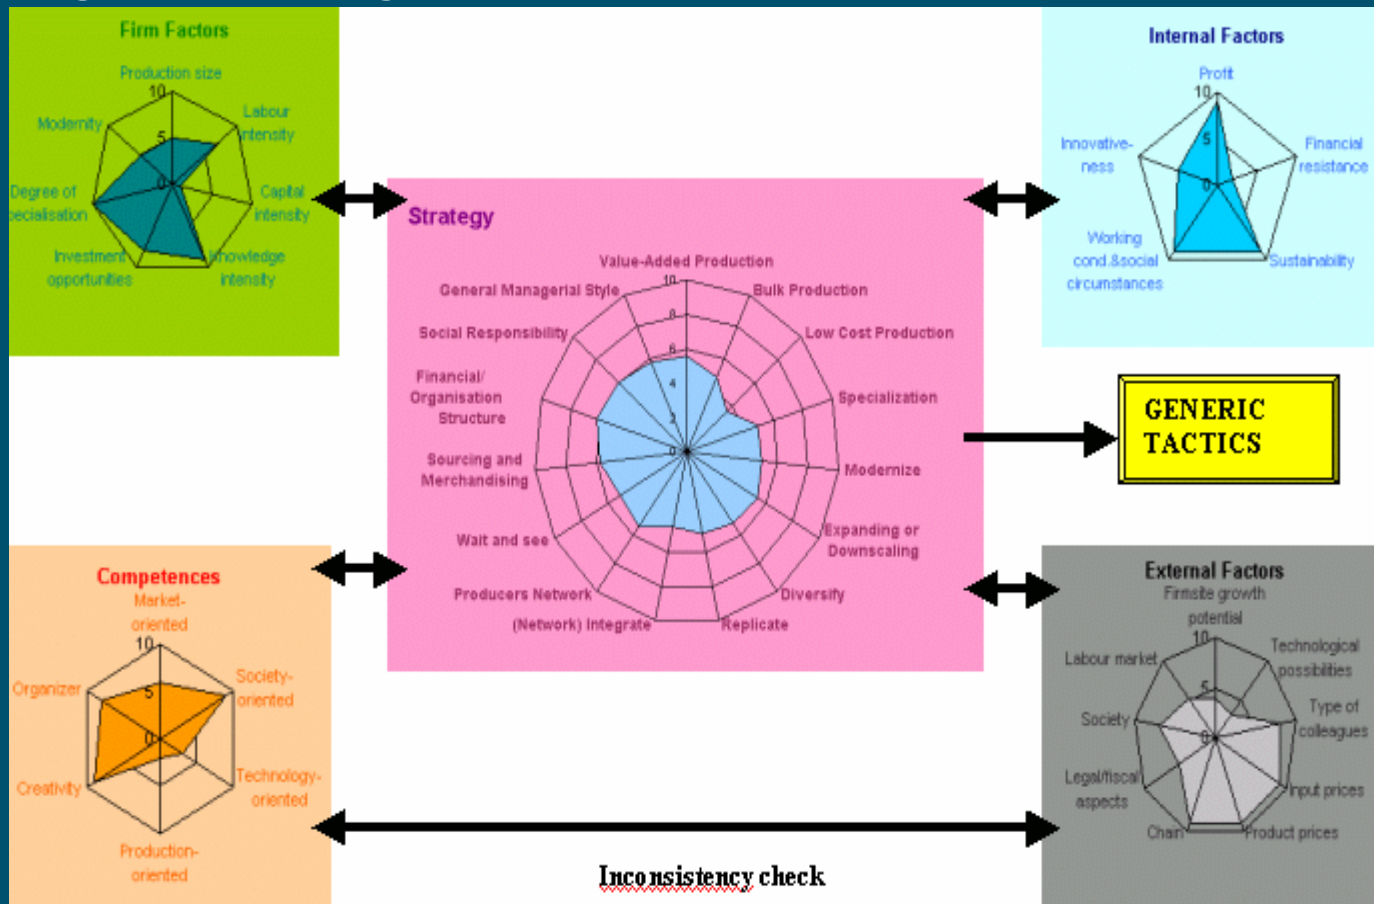 Firm Factors
Production size
10
Labour
intensity
Modernity
5
0
Degree of
pecialisation
Capital
intensity
Investment
opportunities
Knowledge
intensity
Internal Factors
Profit
10
Innovative-
ness
5
Financial
resistance
0
Working
cond.&social
circumstances
Sustainability
Strategy
Value-Added Production
10
General Managerial Style
Bulk Production
8
Social Responsibility
Low Cost Production
6
Financial/
Organisation
Structure
4
Specialization
2
0
Sourcing and
Merchandising
Modernize
Wait and see
Expanding or
Downscaling
Producers Network
Diversify
(Network) Integrate
Replicate
GENERIC
TACTICS
Competences
Market-
oriented
10
Organizer
5
Society-
oriented
0
Creativity
Technology-
oriented
Production-
oriented
External Factors
Firmsite growth
potential
10
Labour market
Technological
possibilities
5
Society
Type of
colleagues
0
Legal/fiscal
aspects
Input prices
Chain
Product prices
Inconsistency check